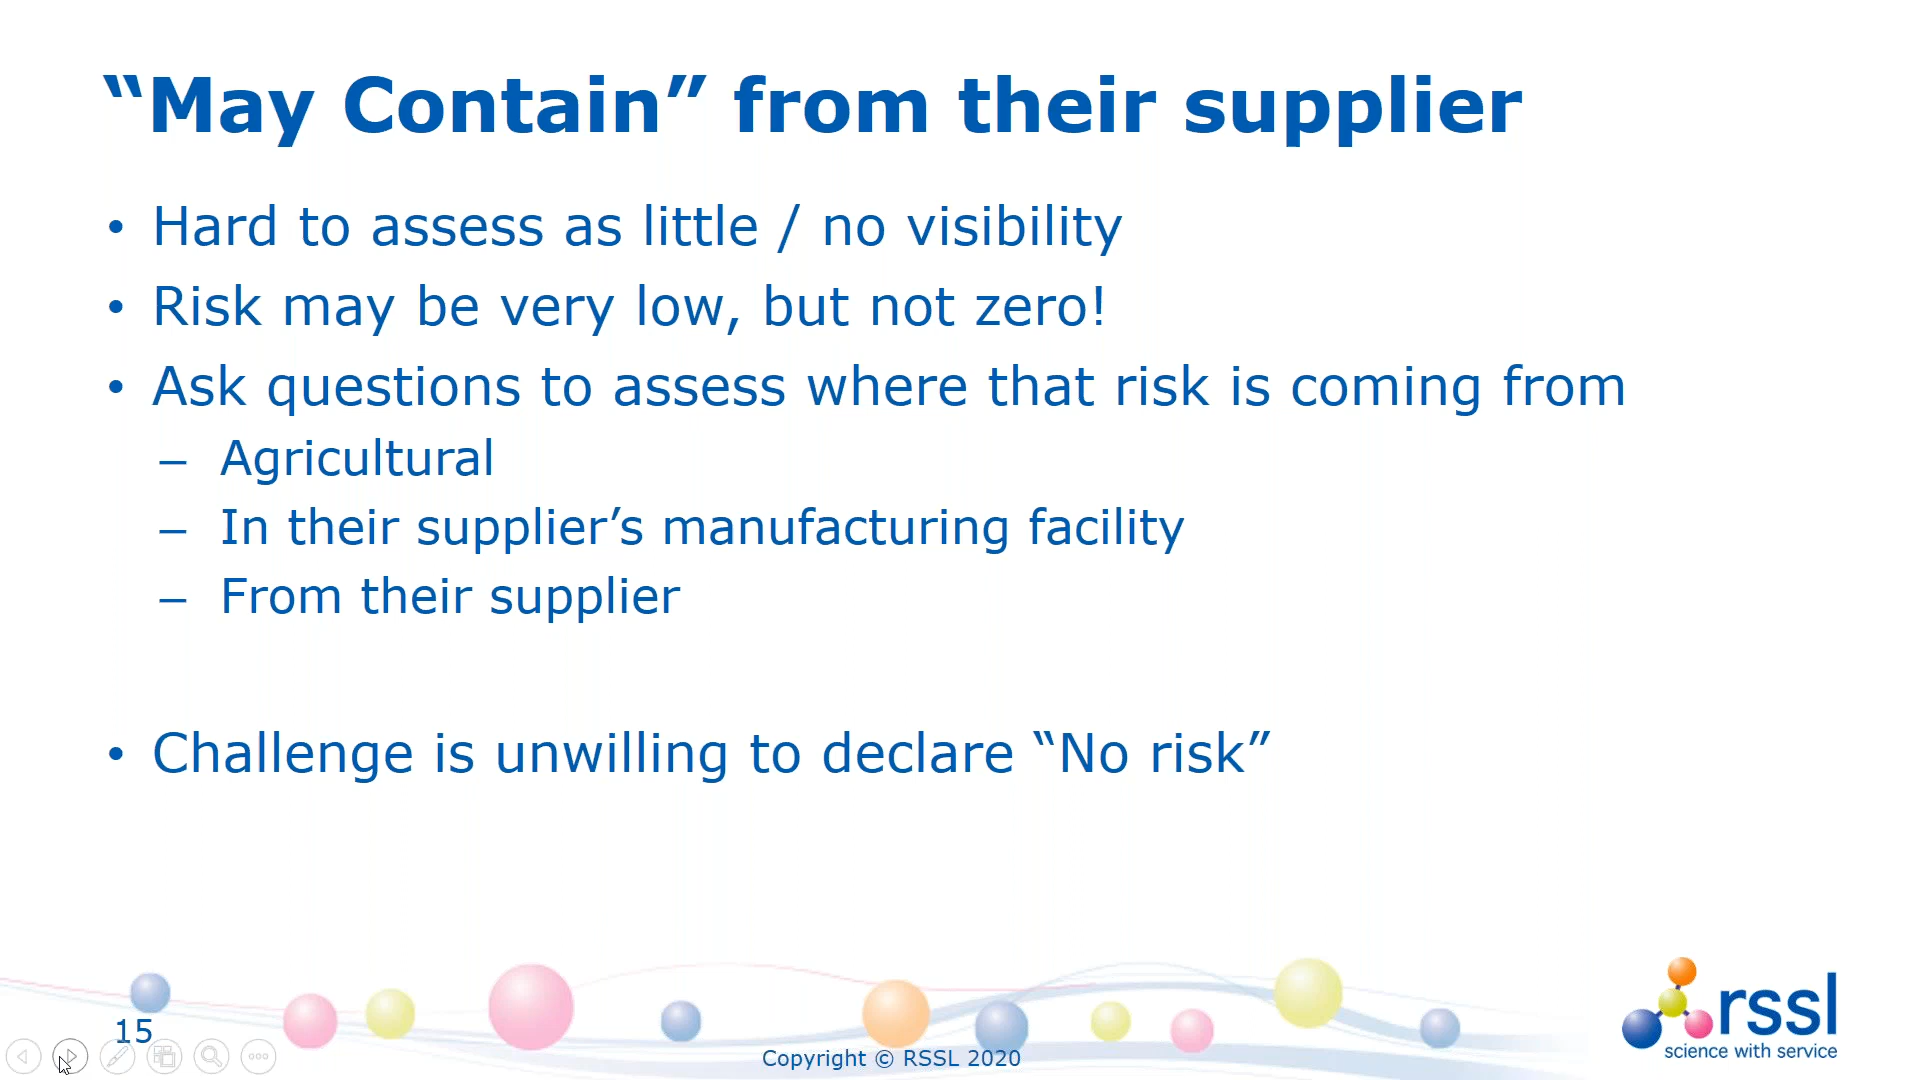 “May Contain” from their supplier
• Hard to assess as little / no visibility
• Risk may be very low, but not zero!
• Ask questions to assess where that risk is coming from
– Agricultural
– In their supplier’s manufacturing facility
– From their supplier
• Challenge is unwilling to declare “No risk”
15
Copyright © RSSL 2020
rssl
science with service